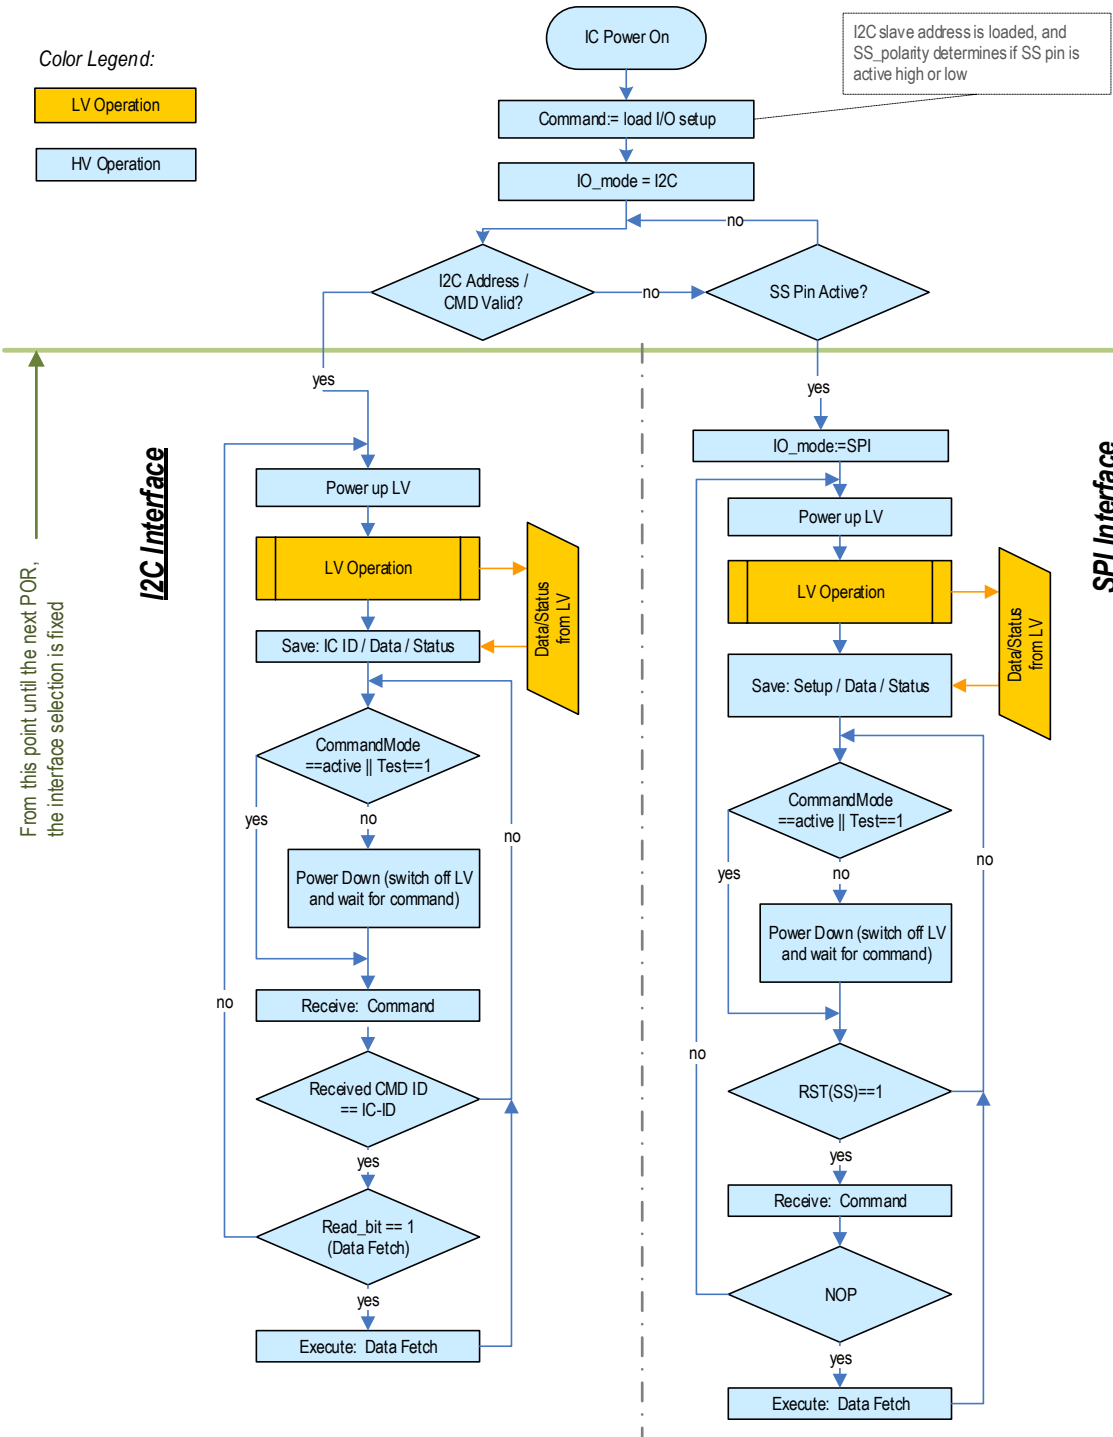 IC Power On
I2C slave address is loaded, and
SS_polarity determines if SS pin is
active high or low
Color Legend:
LV Operation
HV Operation
Command:= load I/O setup
IO_mode = I2C
no
I2C Address /
CMD Valid?
no
SS Pin Active?
yes
yes
From this point until the next POR,
the interface selection is fixed
I2C Interface
Power up LV
LV Operation
Data/Status
from LV
Save: IC ID / Data / Status
CommandMode
==active || Test==1
yes
no
no
Power Down (switch off LV
and wait for command)
no
Receive: Command
Received CMD ID
== IC-ID
yes
Read_bit == 1
(Data Fetch)
yes
Execute: Data Fetch
SPI Interface
IO_mode:=SPI
Power up LV
LV Operation
Data/Status
from LV
Save: Setup / Data / Status
CommandMode
==active || Test==1
yes
no
no
Power Down (switch off LV
and wait for command)
no
RST(SS)==1
yes
Receive: Command
NOP
yes
Execute: Data Fetch